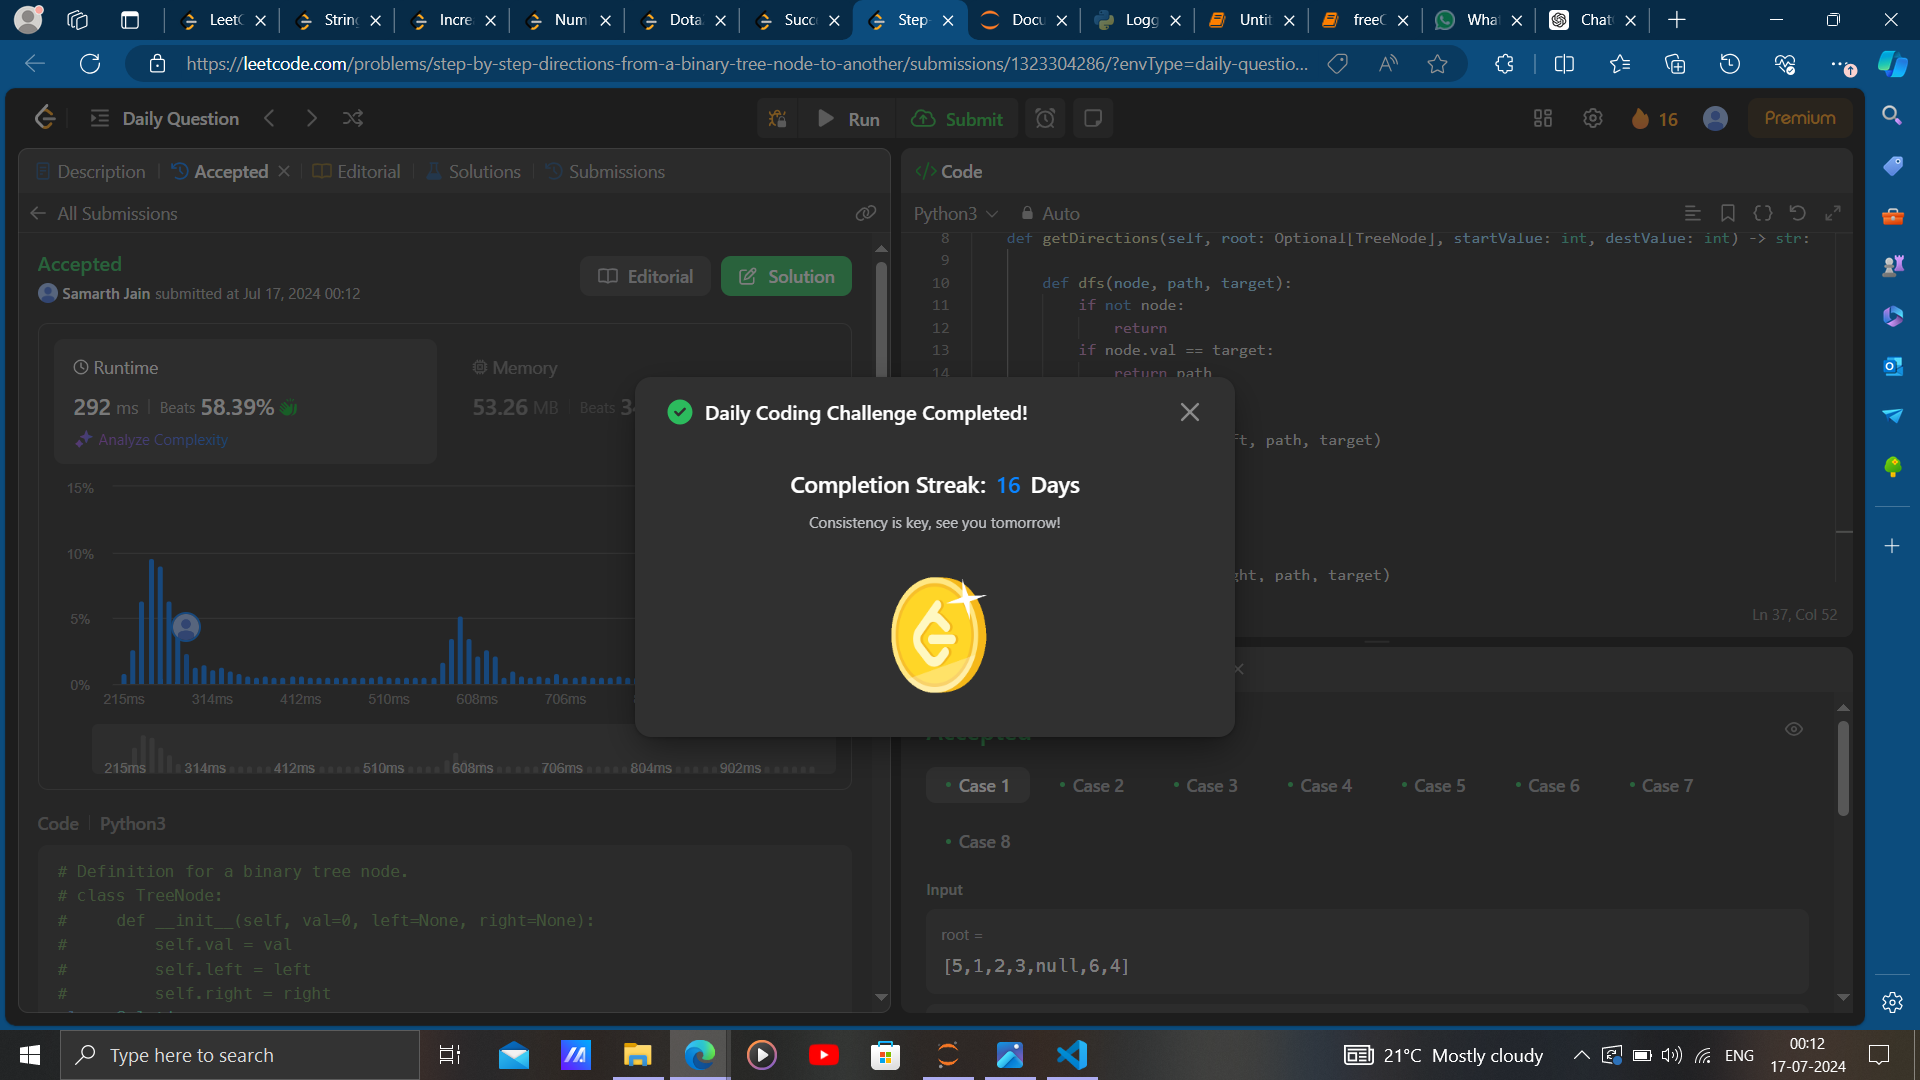 LeetC
String
Incre
Num
Dota
Succ
Step-
Docu
Logg
Untit
freeC
What
Chat
https://leetcode.com/problems/step-by-step-directions-from-a-binary-tree-node-to-another/submissions/1323304286/?envType=daily-questio...
Daily Question
Run
Submit
16
Premium
Description
Accepted
Editorial
Solutions
Submissions
All Submissions
Accepted
Samarth Jain submitted at Jul 17, 2024 00:12
Editorial
Solution
Runtime
292 ms
Beats 58.39%
Analyze Complexity
Memory
53.26 MB
Beats 34
15%
10%
5%
0%
215ms
314ms
412ms
510ms
608ms
706ms
215ms
314ms
412ms
510ms
608ms
706ms
804ms
902ms
Code
Python3
# Definition for a binary tree node.
# class TreeNode:
#     def __init__(self, val=0, left=None, right=None):
#         self.val = val
#         self.left = left
#         self.right = right
</> Code
Python3
Auto
8 def getDirections(self, root: Optional[TreeNode], startValue: int, destValue: int) -> str:
9
10 def dfs(node, path, target):
11 if not node:
12 return
13 if node.val == target:
14 return path
ft, path, target)
ght, path, target)
Ln 37, Col 52
Daily Coding Challenge Completed!
Completion Streak: 16 Days
Consistency is key, see you tomorrow!
Accepted
Case 1
Case 2
Case 3
Case 4
Case 5
Case 6
Case 7
Case 8
Input
root =
[5,1,2,3,null,6,4]
Type here to search
21°C Mostly cloudy
ENG
00:12
17-07-2024